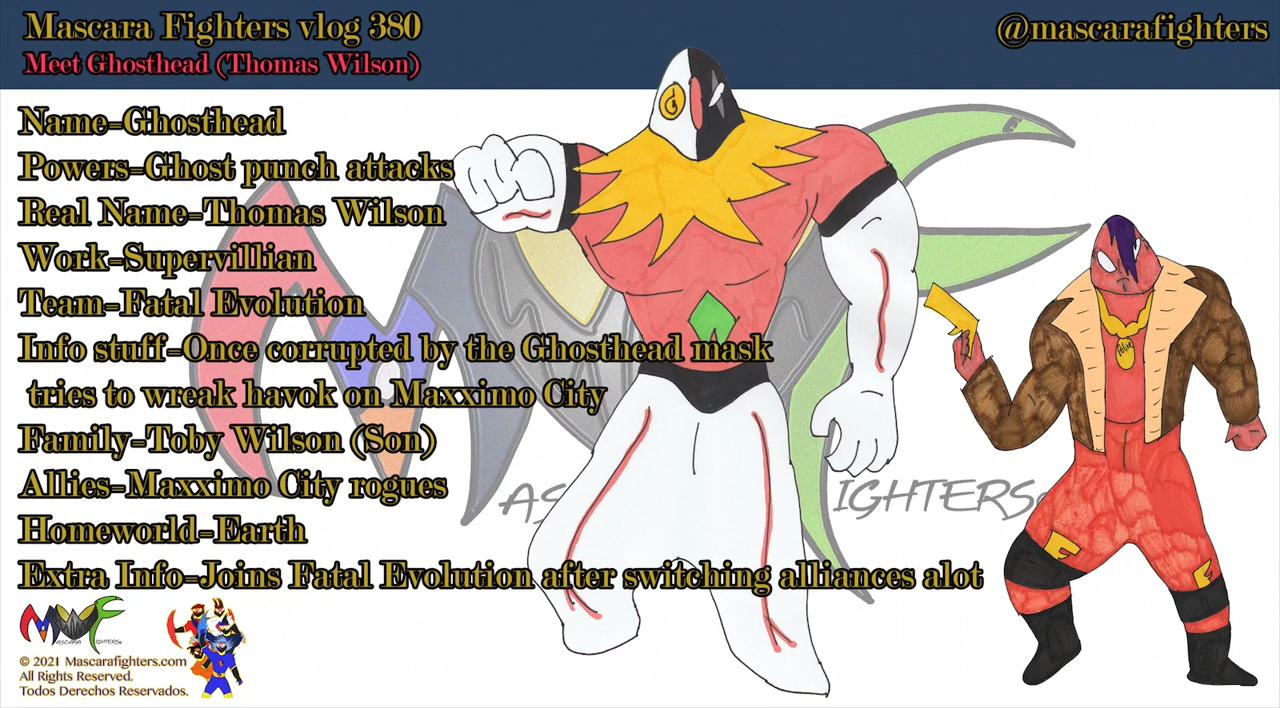 Mascara Fighters vlog 380
@mascarafighters
Meet Ghosthead (Thomas Wilson)
Name=Ghosthead
Powers=Ghost punch attacks
Real Name=Thomas Wilson
Work=Supervillian
Team=Fatal Evolution
Info stuff=Once corrupted by the Ghosthead mask
tries to wreak havok on Maxximo City
Family=Toby Wilson (Son)
Allies=Maxximo City rogues
Homeworld=Earth
Extra Info=Joins Fatal Evolution after switching alliances alot
IGHTERS
MASCARA FIGHTERS
© 2021 Mascarafighters.com
All Rights Reserved.
Todos Derechos Reservados.